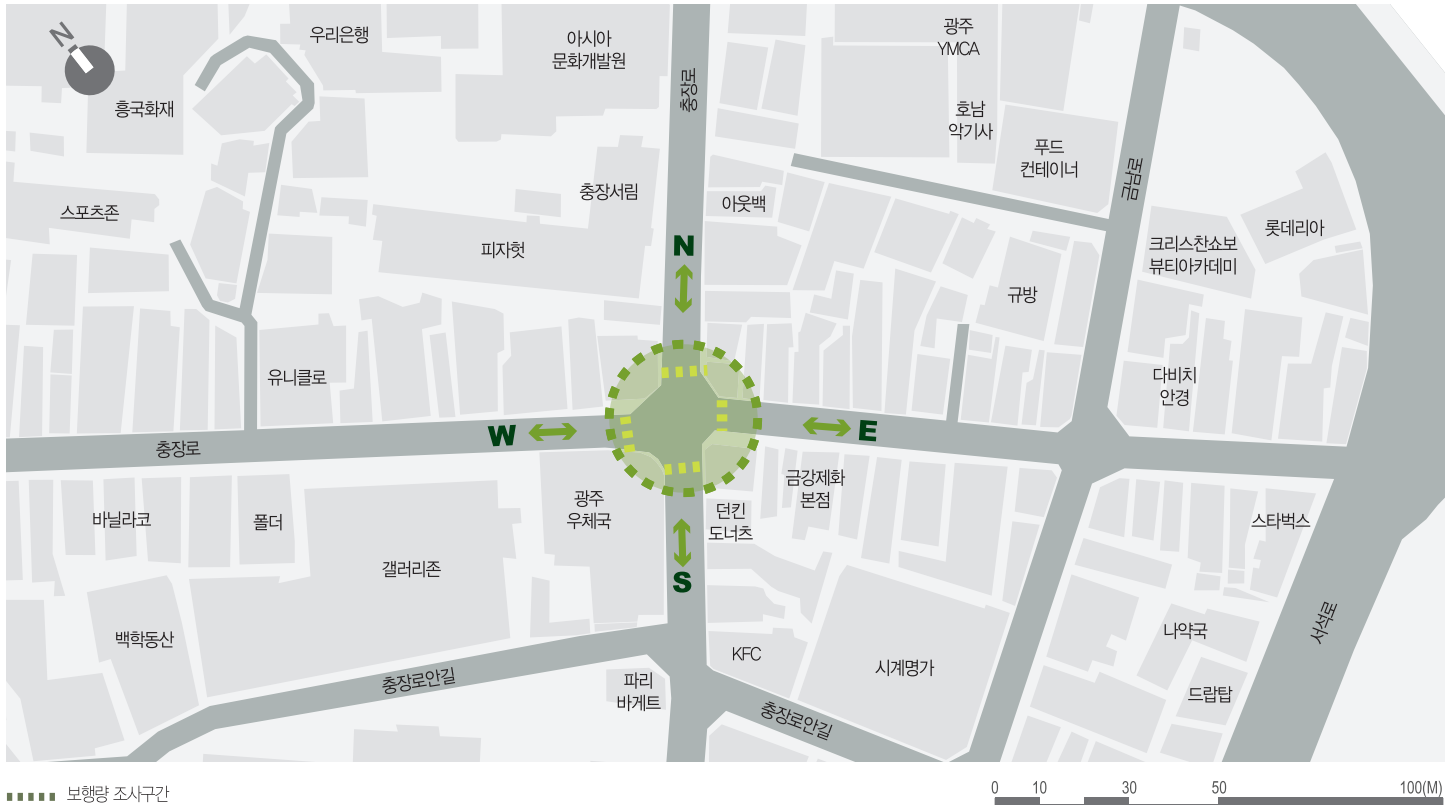 N
우리은행
아시아
문화개발원
흥국화재
충장로
광주
YMCA
호남
악기사
푸드
컨테이너
금남로
스포츠존
충장서림
아웃백
피자헛
롯데리아
크리스찬쇼보
뷰티아카데미
규방
N
유니클로
다비치
안경
W
E
충장로
바닐라코
폴더
광주
우체국
금강제화
본점
던킨
도너츠
스타벅스
갤러리존
S
백학동산
KFC
시계명가
나약국
서석로
충장로안길
파리
바게트
드랍탑
충장로안길
보행량 조사구간
0 10 30 50 100(M)